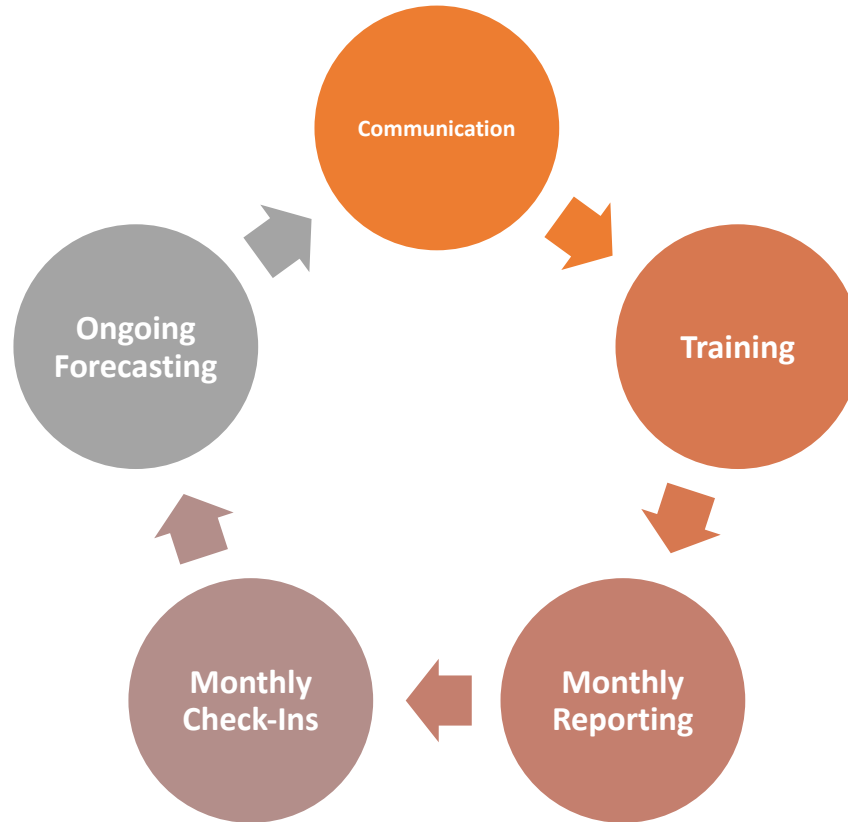 Communication
Training
Monthly
Reporting
Monthly
Check-Ins
Ongoing
Forecasting